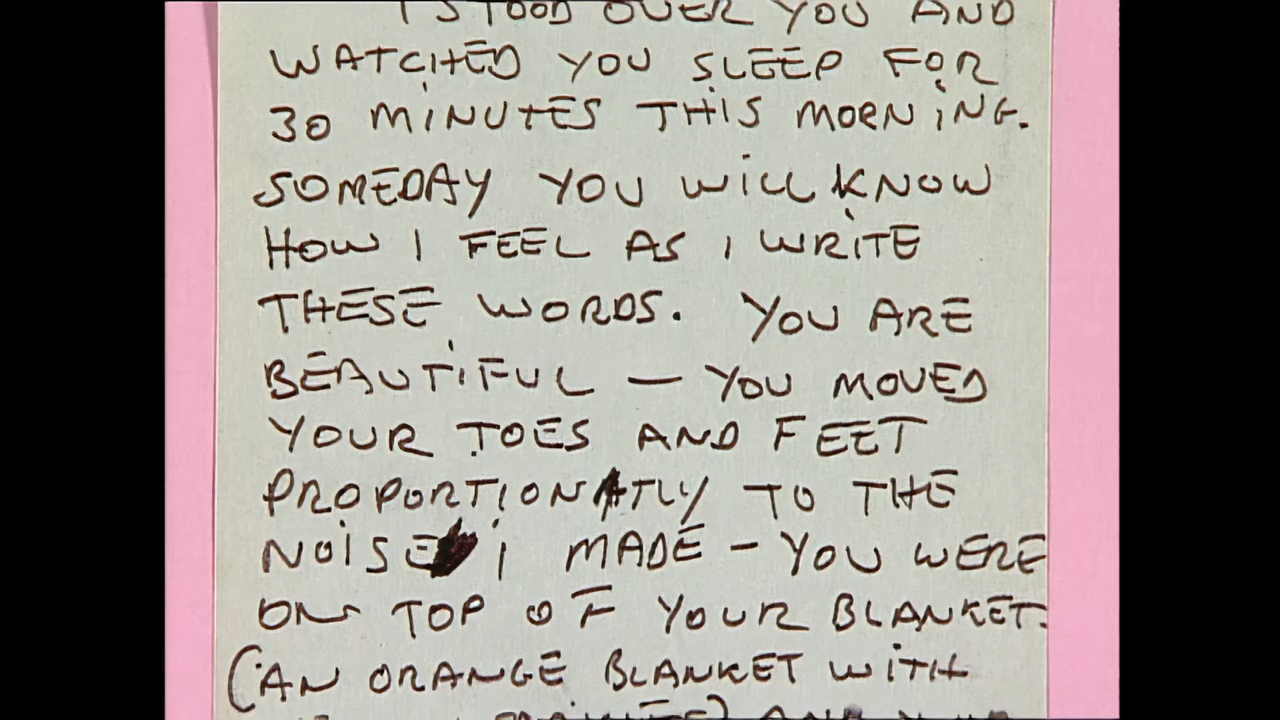 I STOOD OVER YOU AND
WATCHED YOU SLEEP FOR
30 MINUTES THIS MORNING.
SOMEDAY YOU WILL KNOW
HOW I FEEL AS I WRITE
THESE WORDS. YOU ARE
BEAUTIFUL — YOU MOVED
YOUR TOES AND FEET
PROPORTIONATLY TO THE
NOISE I MADE - YOU WERE
ON TOP OF YOUR BLANKET.
(AN ORANGE BLANKET WITH
AND